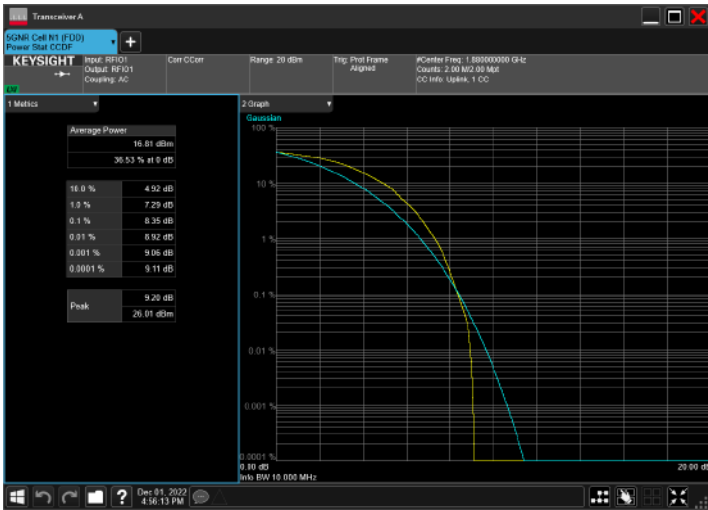 Transceiver A
5GNR Cell N1 (FDD)
Power Stat CCDF
KEYSIGHT
Input: RFIO1
Output: RFIO1
Coupling: AC
Corr CCorr
Range: 20 dBm
Trig: Prot Frame
Aligned
#Center Freq: 1.880000000 GHz
Counts: 2.00 M/2.00 Mpt
CC Info: Uplink, 1 CC
1 Metrics
Average Power
16.81 dBm
36.53 % at 0 dB
10.0 % 4.92 dB
1.0 % 7.29 dB
0.1 % 8.35 dB
0.01 % 8.92 dB
0.001 % 9.06 dB
0.0001 % 9.11 dB
Peak 9.20 dB
26.01 dBm
2 Graph
Gaussian
100 %
10 %
1 %
0.1 %
0.01 %
0.001 %
0.0001 %
0.00 dB
20.00 dB
Info BW 10.000 MHz
Dec 01, 2022
4:56:13 PM